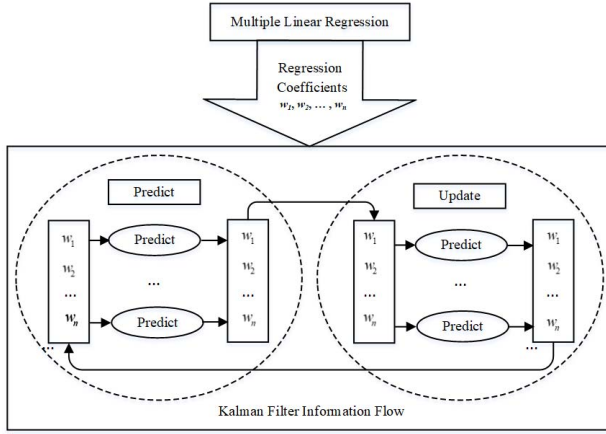 Multiple Linear Regression
Regression
Coefficients
w1, w2, ... , wn
Predict
w1
w2
...
wn
...
Predict
...
Predict
w1
w2
...
wn
Update
w1
w2
...
wn
Predict
...
Predict
w1
w2
...
wn
...
Kalman Filter Information Flow